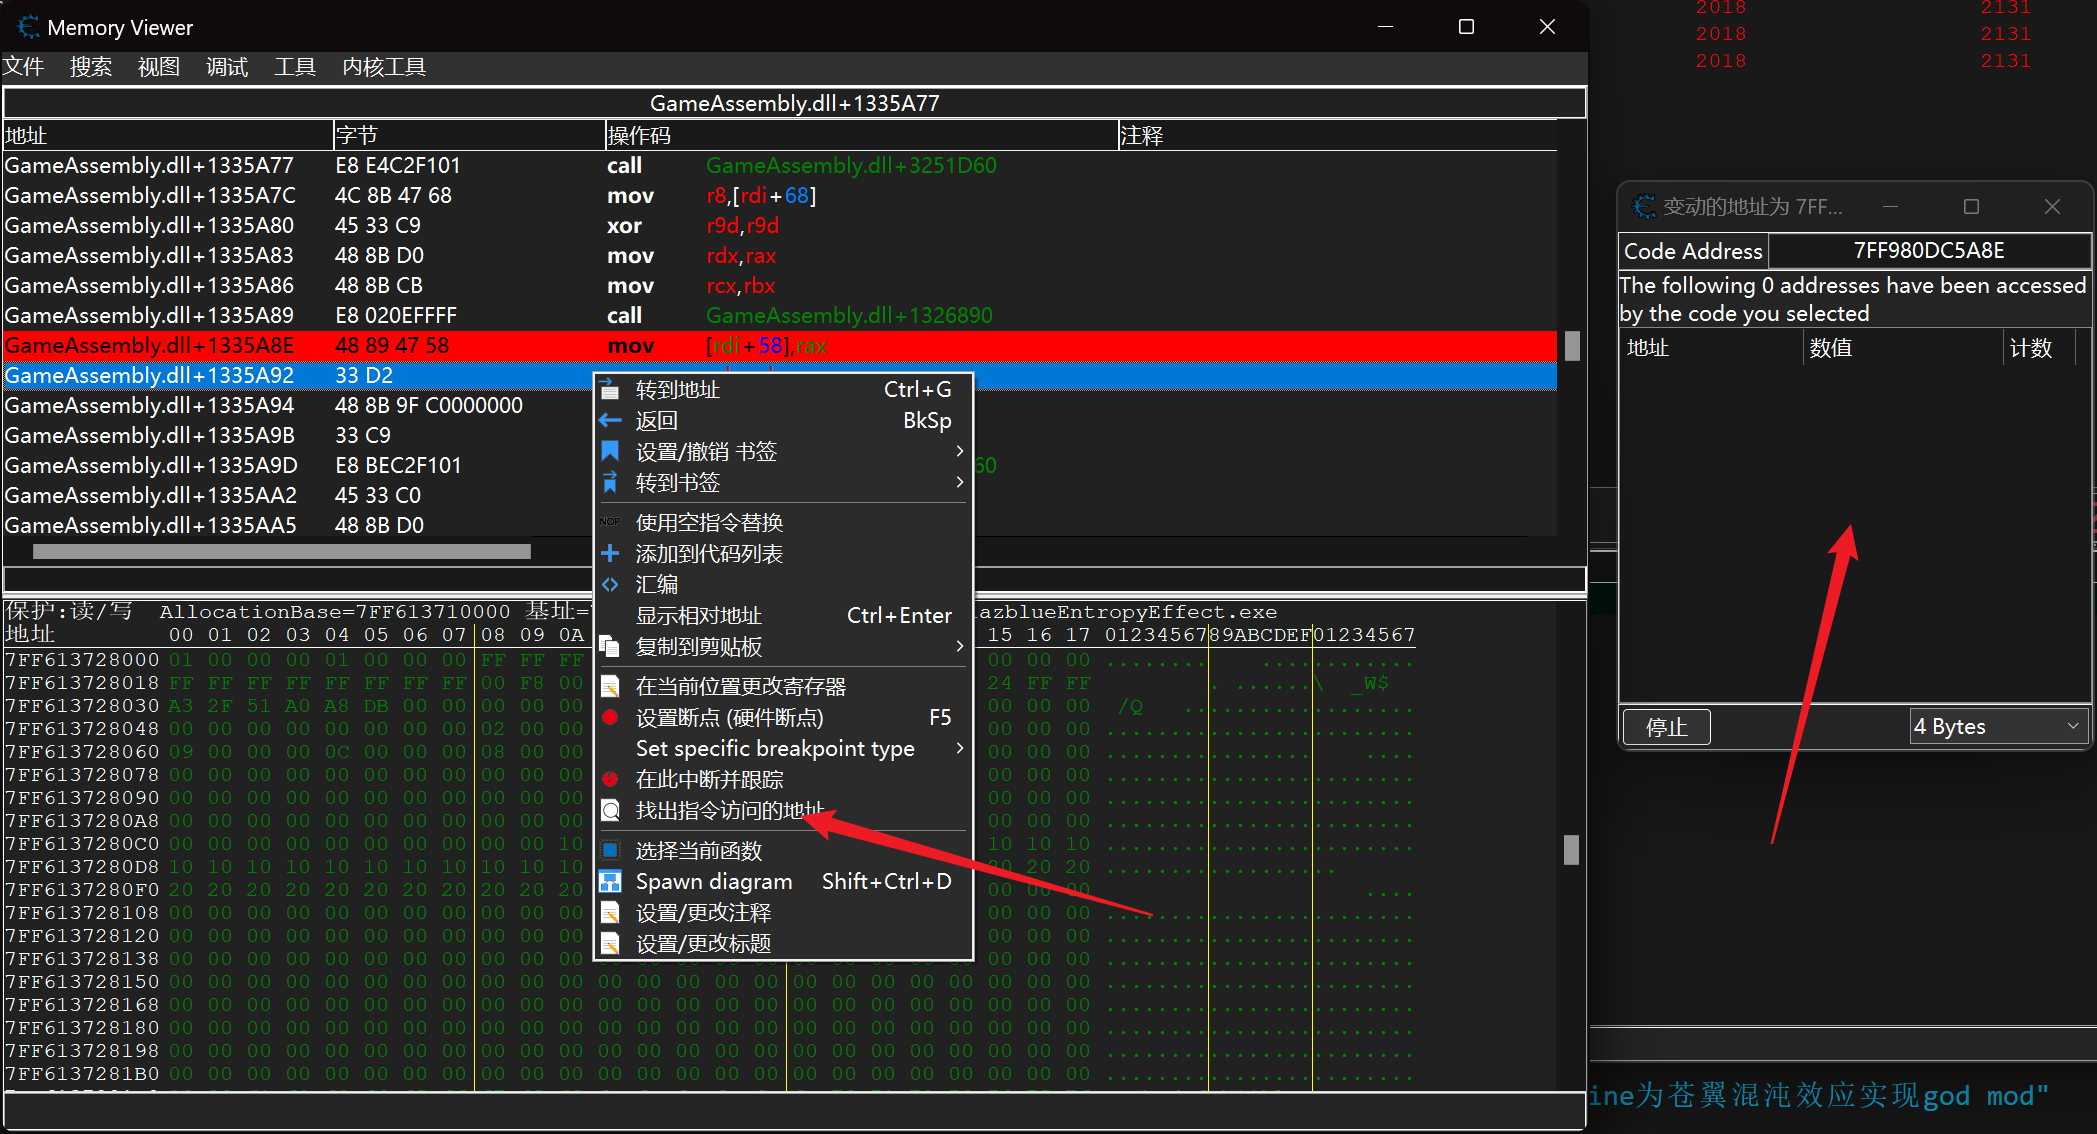 Memory Viewer
文件 搜索 视图 调试 工具 内核工具
GameAssembly.dll+1335A77
地址 字节 操作码 注释
GameAssembly.dll+1335A77 E8 E4C2F101 call GameAssembly.dll+3251D60
GameAssembly.dll+1335A7C 4C 8B 47 68 mov r8,[rdi+68]
GameAssembly.dll+1335A80 45 33 C9 xor r9d,r9d
GameAssembly.dll+1335A83 48 8B D0 mov rdx,rax
GameAssembly.dll+1335A86 48 8B CB mov rcx,rbx
GameAssembly.dll+1335A89 E8 020EFFFF call GameAssembly.dll+1326890
GameAssembly.dll+1335A8E 48 89 47 58 mov [rdi+58],rax
GameAssembly.dll+1335A92 33 D2
GameAssembly.dll+1335A94 48 8B 9F C0000000
GameAssembly.dll+1335A9B 33 C9
GameAssembly.dll+1335A9D E8 BEC2F101 60
GameAssembly.dll+1335AA2 45 33 C0
GameAssembly.dll+1335AA5 48 8B D0
转到地址 Ctrl+G
返回 BkSp
设置/撤销 书签
转到书签
NOP 使用空指令替换
添加到代码列表
汇编
显示相对地址 Ctrl+Enter
复制到剪贴板
在当前位置更改寄存器
设置断点 (硬件断点) F5
Set specific breakpoint type
在此中断并跟踪
找出指令访问的地址
选择当前函数
Spawn diagram Shift+Ctrl+D
设置/更改注释
设置/更改标题
保护:读/写 AllocationBase=7FF613710000 基址= azblueEntropyEffect.exe
地址 00 01 02 03 04 05 06 07 08 09 0A 15 16 17 0123456789ABCDEF01234567
7FF613728000 01 00 00 00 01 00 00 00 FF FF FF 00 00 00
7FF613728018 FF FF FF FF FF FF FF FF 00 F8 00 24 FF FF \ _W$
7FF613728030 A3 2F 51 A0 A8 DB 00 00 00 00 00 00 00 00 /Q
7FF613728048 00 00 00 00 00 00 00 00 02 00 00 00 00 00
7FF613728060 09 00 00 00 0C 00 00 00 08 00 00 00 00 00
7FF613728078 00 00 00 00 00 00 00 00 00 00 00 00 00 00
7FF613728090 00 00 00 00 00 00 00 00 00 00 00 00 00 00
7FF6137280A8 00 00 00 00 00 00 00 00 00 00 00 00 00 00
7FF6137280C0 00 00 00 00 00 00 00 00 00 00 10 10 10 10
7FF6137280D8 10 10 10 10 10 10 10 10 10 10 10 20 20
7FF6137280F0 20 20 20 20 20 20 20 20 20 20 20 00 00 00
7FF613728108 00 00 00 00 00 00 00 00 00 00 00 00 00 00
7FF613728120 00 00 00 00 00 00 00 00 00 00 00 00 00 00
7FF613728138 00 00 00 00 00 00 00 00 00 00 00 00 00 00
7FF613728150 00 00 00 00 00 00 00 00 00 00 00 00 00 00 00 00 00 00 00 00 00 00 00 00
7FF613728168 00 00 00 00 00 00 00 00 00 00 00 00 00 00 00 00 00 00 00 00 00 00 00 00
7FF613728180 00 00 00 00 00 00 00 00 00 00 00 00 00 00 00 00 00 00 00 00 00 00 00 00
7FF613728198 00 00 00 00 00 00 00 00 00 00 00 00 00 00 00 00 00 00 00 00 00 00 00 00
7FF6137281B0 00 00 00 00 00 00 00 00 00 00 00 00 00 00 00 00 00 00 00 00 00 00 00 00
2018 2131
2018 2131
2018 2131
变动的地址为 7FF...
Code Address 7FF980DC5A8E
The following 0 addresses have been accessed
by the code you selected
地址 数值 计数
停止 4 Bytes
ine为苍翼混沌效应实现god mod"